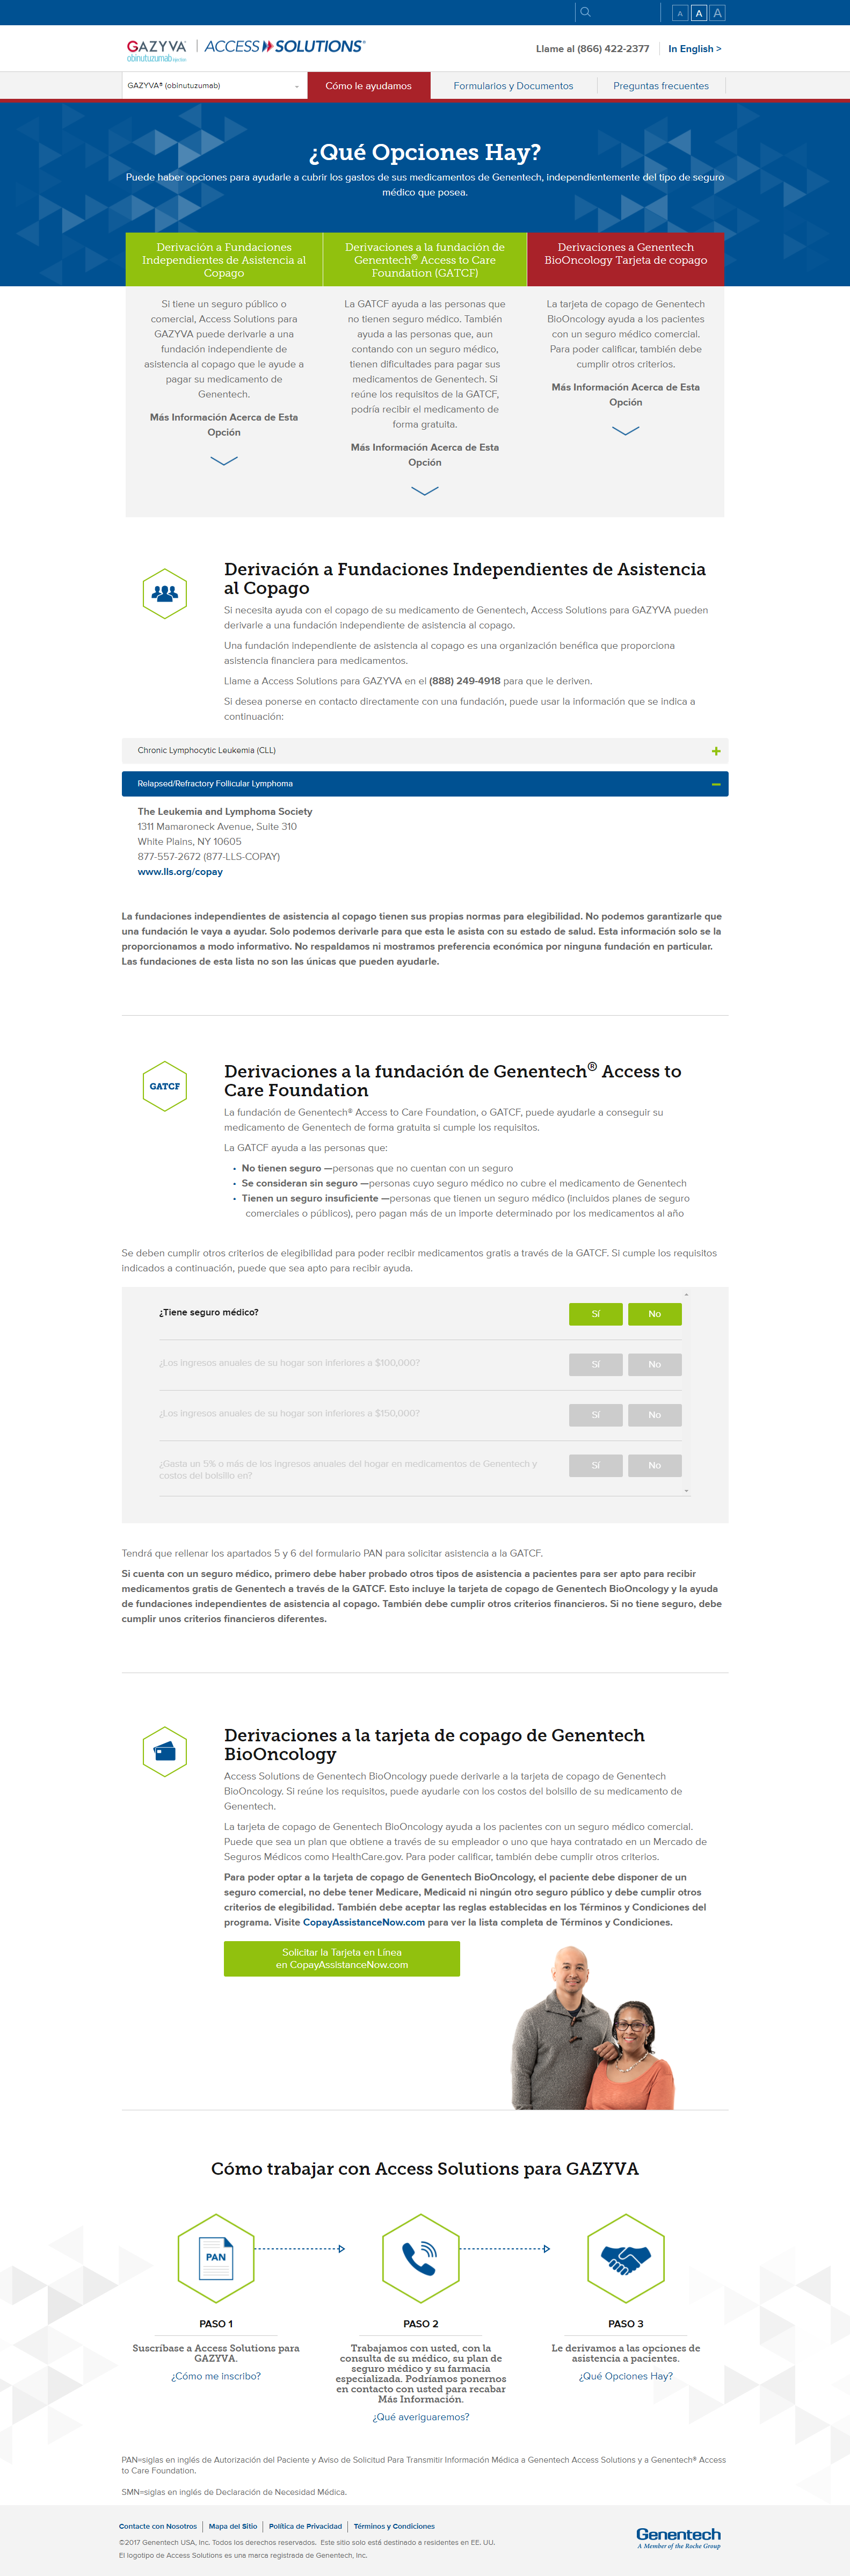 A A A
GAZYVA®
obinutuzumab injection
ACCESS SOLUTIONS®
Llame al (866) 422-2377
In English >
GAZYVA® (obinutuzumab)
Cómo le ayudamos
Formularios y Documentos
Preguntas frecuentes
¿Qué Opciones Hay?
Puede haber opciones para ayudarle a cubrir los gastos de sus medicamentos de Genentech, independientemente del tipo de seguro
médico que posea.
Derivación a Fundaciones
Independientes de Asistencia al
Copago
Si tiene un seguro público o
comercial, Access Solutions para
GAZYVA puede derivarle a una
fundación independiente de
asistencia al copago que le ayude a
pagar su medicamento de
Genentech.
Más Información Acerca de Esta
Opción
Derivaciones a la fundación de
Genentech® Access to Care
Foundation (GATCF)
La GATCF ayuda a las personas que
no tienen seguro médico. También
ayuda a las personas que, aun
contando con un seguro médico,
tienen dificultades para pagar sus
medicamentos de Genentech. Si
reúne los requisitos de la GATCF,
podría recibir el medicamento de
forma gratuita.
Más Información Acerca de Esta
Opción
Derivaciones a Genentech
BioOncology Tarjeta de copago
La tarjeta de copago de Genentech
BioOncology ayuda a los pacientes
con un seguro médico comercial.
Para poder calificar, también debe
cumplir otros criterios.
Más Información Acerca de Esta
Opción
Derivación a Fundaciones Independientes de Asistencia
al Copago
Si necesita ayuda con el copago de su medicamento de Genentech, Access Solutions para GAZYVA pueden
derivarle a una fundación independiente de asistencia al copago.
Una fundación independiente de asistencia al copago es una organización benéfica que proporciona
asistencia financiera para medicamentos.
Llame a Access Solutions para GAZYVA en el (888) 249-4918 para que le deriven.
Si desea ponerse en contacto directamente con una fundación, puede usar la información que se indica a
continuación:
Chronic Lymphocytic Leukemia (CLL)
Relapsed/Refractory Follicular Lymphoma
The Leukemia and Lymphoma Society
1311 Mamaroneck Avenue, Suite 310
White Plains, NY 10605
877-557-2672 (877-LLS-COPAY)
www.lls.org/copay
La fundaciones independientes de asistencia al copago tienen sus propias normas para elegibilidad. No podemos garantizarle que
una fundación le vaya a ayudar. Solo podemos derivarle para que esta le asista con su estado de salud. Esta información solo se la
proporcionamos a modo informativo. No respaldamos ni mostramos preferencia económica por ninguna fundación en particular.
Las fundaciones de esta lista no son las únicas que pueden ayudarle.
GATCF
Derivaciones a la fundación de Genentech® Access to
Care Foundation
La fundación de Genentech® Access to Care Foundation, o GATCF, puede ayudarle a conseguir su
medicamento de Genentech de forma gratuita si cumple los requisitos.
La GATCF ayuda a las personas que:
• No tienen seguro —personas que no cuentan con un seguro
• Se consideran sin seguro —personas cuyo seguro médico no cubre el medicamento de Genentech
• Tienen un seguro insuficiente —personas que tienen un seguro médico (incluidos planes de seguro
comerciales o públicos), pero pagan más de un importe determinado por los medicamentos al año
Se deben cumplir otros criterios de elegibilidad para poder recibir medicamentos gratis a través de la GATCF. Si cumple los requisitos
indicados a continuación, puede que sea apto para recibir ayuda.
¿Tiene seguro médico?
Sí No
¿Los ingresos anuales de su hogar son inferiores a $100,000?
Sí No
¿Los ingresos anuales de su hogar son inferiores a $150,000?
Sí No
¿Gasta un 5% o más de los ingresos anuales del hogar en medicamentos de Genentech y
costos del bolsillo en?
Sí No
Tendrá que rellenar los apartados 5 y 6 del formulario PAN para solicitar asistencia a la GATCF.
Si cuenta con un seguro médico, primero debe haber probado otros tipos de asistencia a pacientes para ser apto para recibir
medicamentos gratis de Genentech a través de la GATCF. Esto incluye la tarjeta de copago de Genentech BioOncology y la ayuda
de fundaciones independientes de asistencia al copago. También debe cumplir otros criterios financieros. Si no tiene seguro, debe
cumplir unos criterios financieros diferentes.
Derivaciones a la tarjeta de copago de Genentech
BioOncology
Access Solutions de Genentech BioOncology puede derivarle a la tarjeta de copago de Genentech
BioOncology. Si reúne los requisitos, puede ayudarle con los costos del bolsillo de su medicamento de
Genentech.
La tarjeta de copago de Genentech BioOncology ayuda a los pacientes con un seguro médico comercial.
Puede que sea un plan que obtiene a través de su empleador o uno que haya contratado en un Mercado de
Seguros Médicos como HealthCare.gov. Para poder calificar, también debe cumplir otros criterios.
Para poder optar a la tarjeta de copago de Genentech BioOncology, el paciente debe disponer de un
seguro comercial, no debe tener Medicare, Medicaid ni ningún otro seguro público y debe cumplir otros
criterios de elegibilidad. También debe aceptar las reglas establecidas en los Términos y Condiciones del
programa. Visite CopayAssistanceNow.com para ver la lista completa de Términos y Condiciones.
Solicitar la Tarjeta en Línea
en CopayAssistanceNow.com
Cómo trabajar con Access Solutions para GAZYVA
PAN
PASO 1
Suscríbase a Access Solutions para
GAZYVA.
¿Cómo me inscribo?
PASO 2
Trabajamos con usted, con la
consulta de su médico, su plan de
seguro médico y su farmacia
especializada. Podríamos ponernos
en contacto con usted para recabar
Más Información.
¿Qué averiguaremos?
PASO 3
Le derivamos a las opciones de
asistencia a pacientes.
¿Qué Opciones Hay?
PAN=siglas en inglés de Autorización del Paciente y Aviso de Solicitud Para Transmitir Información Médica a Genentech Access Solutions y a Genentech® Access
to Care Foundation.
SMN=siglas en inglés de Declaración de Necesidad Médica.
Contacte con Nosotros
Mapa del Sitio
Política de Privacidad
Términos y Condiciones
©2017 Genentech USA, Inc. Todos los derechos reservados. Este sitio solo está destinado a residentes en EE. UU.
El logotipo de Access Solutions es una marca registrada de Genentech, Inc.
Genentech
A Member of the Roche Group